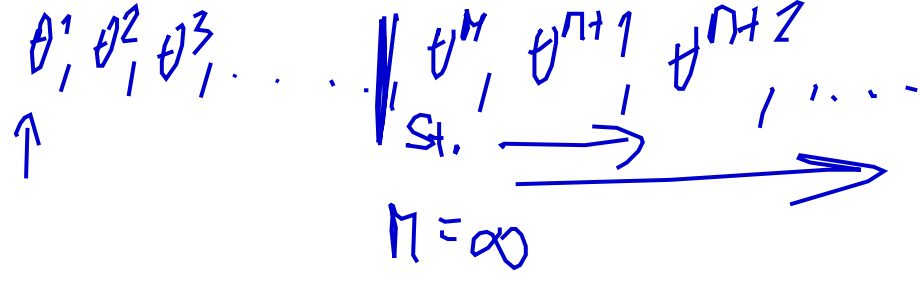 θ¹, θ², θ³, . . . . , θⁿ, θⁿ⁺¹, θⁿ⁺², . . . .
st.
n = ∞